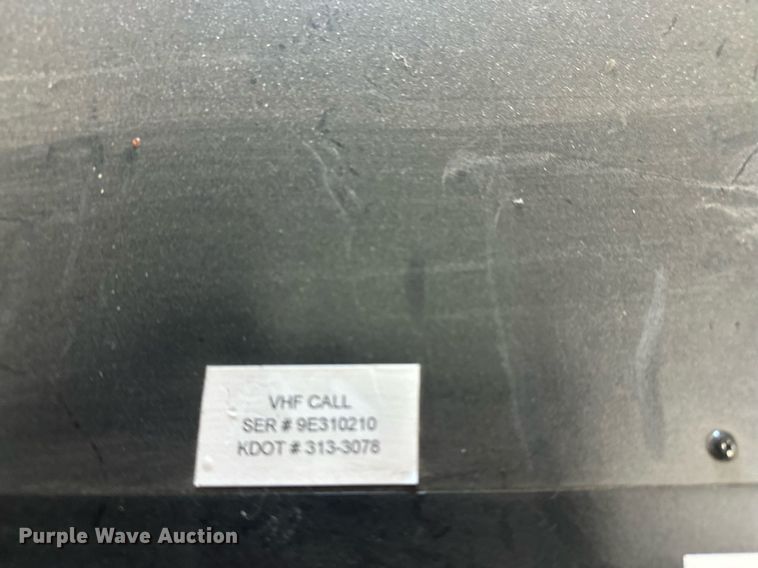 VHF CALL
SER # 9E310210
KDOT # 313-3078
Purple Wave Auction